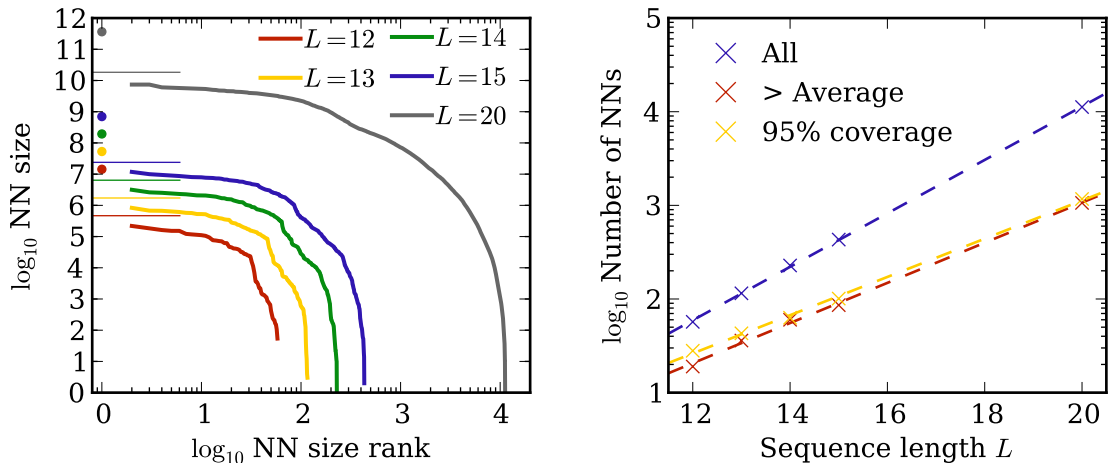 12
11
10
9
8
7
6
5
4
3
2
1
0
log₁₀ NN size
L=12
L=13
L=14
L=15
L=20
0 1 2 3 4
log₁₀ NN size rank
5
4
3
2
1
log₁₀ Number of NNs
All
> Average
95% coverage
12 14 16 18 20
Sequence length L